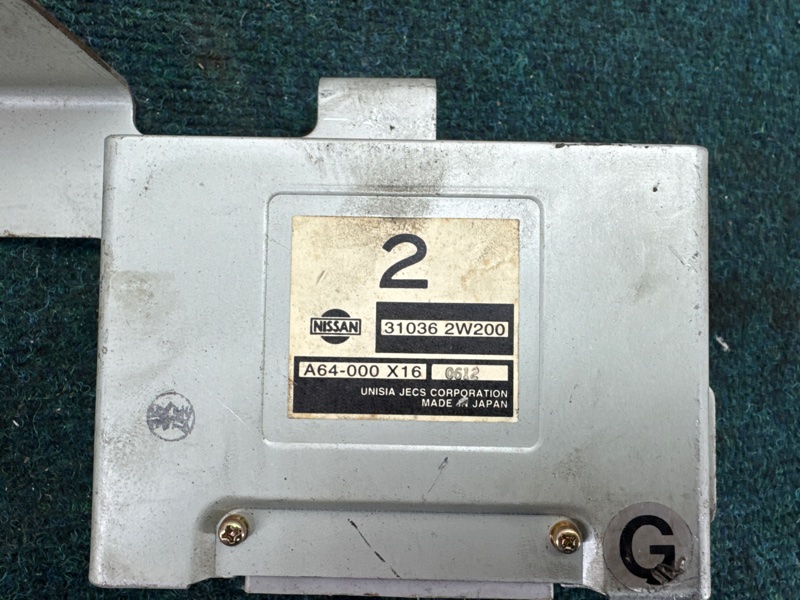 2
NISSAN
31036 2W200
A64-000 X16 0612
UNISIA JECS CORPORATION
MADE IN JAPAN
G